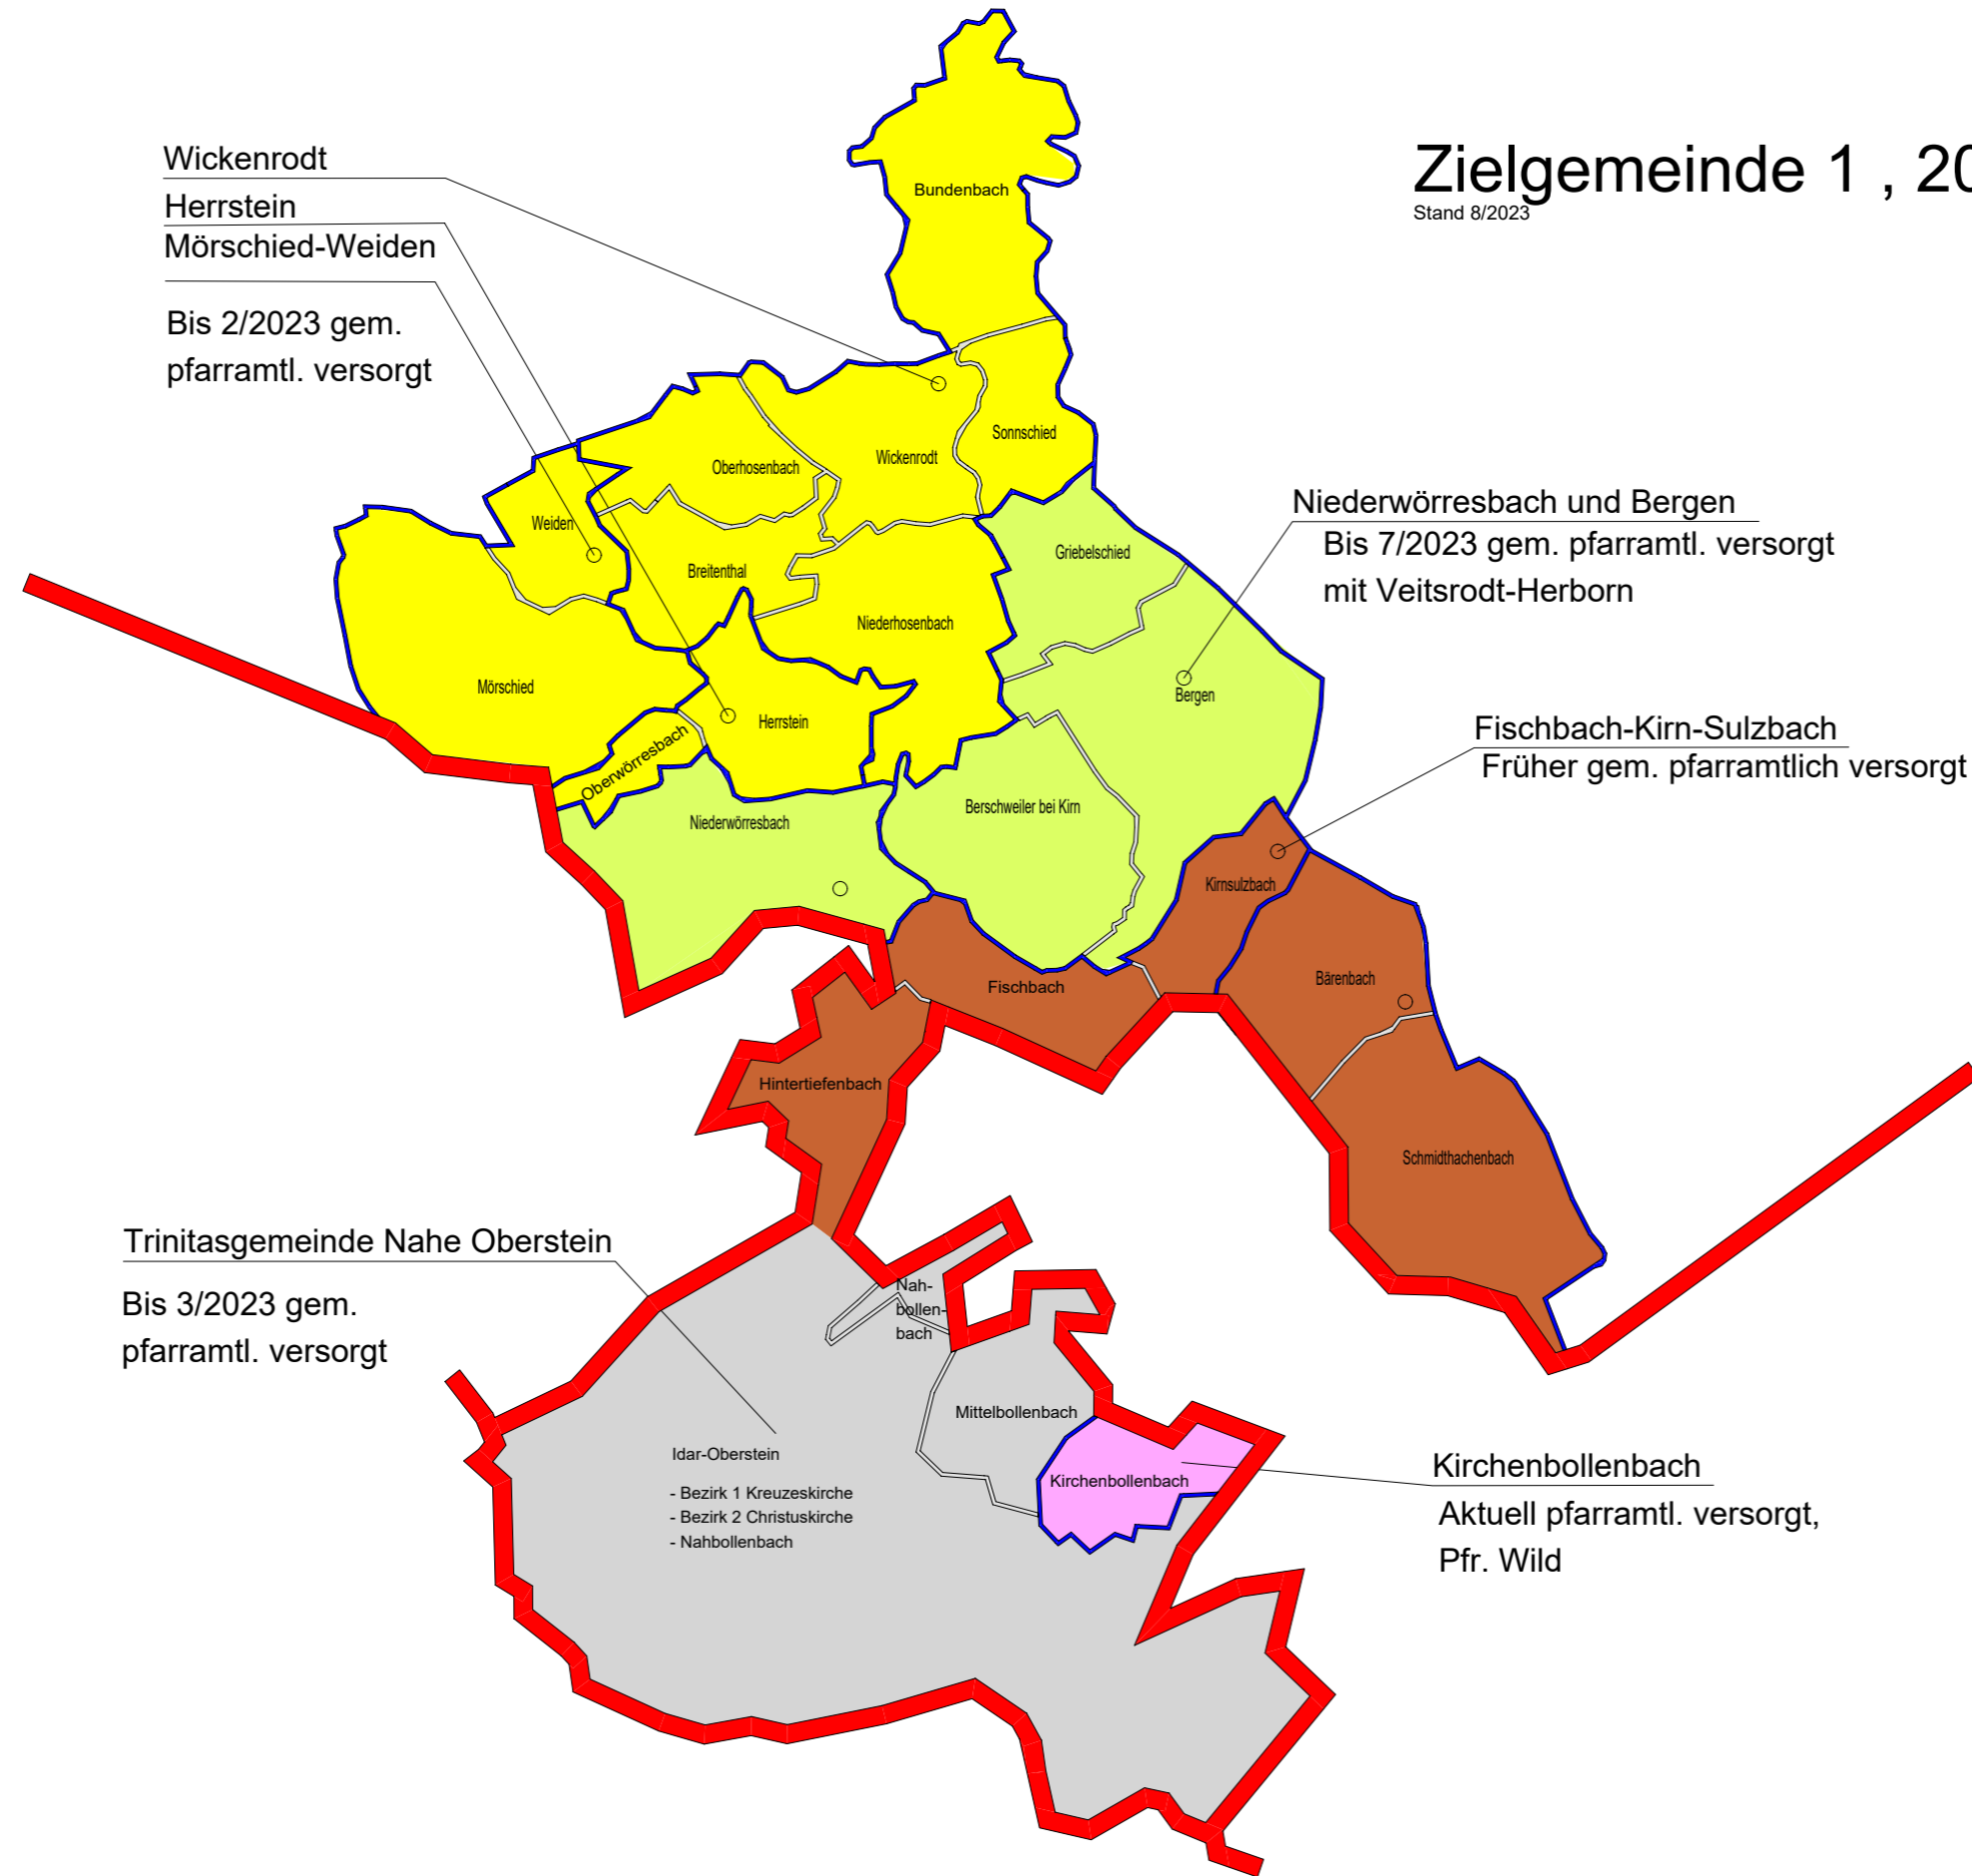 Zielgemeinde 1 , 20
Stand 8/2023
Wickenrodt
Herrstein
Mörschied-Weiden
Bis 2/2023 gem.
pfarramtl. versorgt
Bundenbach
Sonnschied
Wickenrodt
Oberhosenbach
Weiden
Breitenthal
Niederhosenbach
Mörschied
Herrstein
Oberwörresbach
Niederwörresbach
Griebelschied
Bergen
Berschweiler bei Kirn
Niederwörresbach und Bergen
Bis 7/2023 gem. pfarramtl. versorgt
mit Veitsrodt-Herborn
Fischbach-Kirn-Sulzbach
Früher gem. pfarramtlich versorgt
Kirnsulzbach
Bärenbach
Fischbach
Hintertiefenbach
Schmidthachenbach
Trinitasgemeinde Nahe Oberstein
Bis 3/2023 gem.
pfarramtl. versorgt
Nah-
bollen-
bach
Mittelbollenbach
Kirchenbollenbach
Idar-Oberstein
- Bezirk 1 Kreuzeskirche
- Bezirk 2 Christuskirche
- Nahbollenbach
Kirchenbollenbach
Aktuell pfarramtl. versorgt,
Pfr. Wild